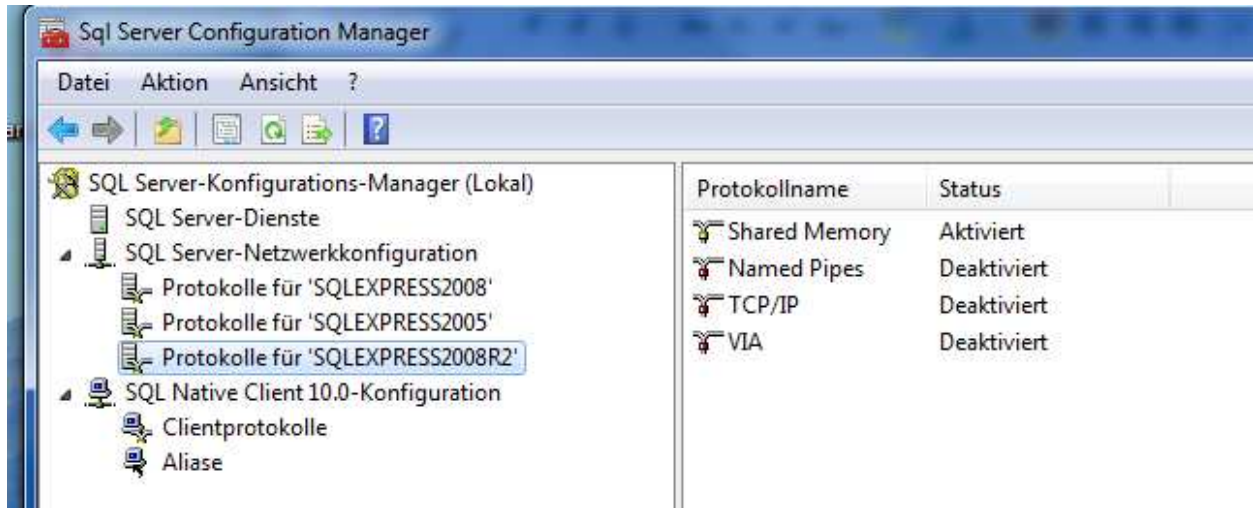 Sql Server Configuration Manager
Datei Aktion Ansicht ?
SQL Server-Konfigurations-Manager (Lokal)
SQL Server-Dienste
SQL Server-Netzwerkkonfiguration
Protokolle für 'SQLEXPRESS2008'
Protokolle für 'SQLEXPRESS2005'
Protokolle für 'SQLEXPRESS2008R2'
SQL Native Client 10.0-Konfiguration
Clientprotokolle
Aliase
Protokollname Status
Shared Memory Aktiviert
Named Pipes Deaktiviert
TCP/IP Deaktiviert
VIA Deaktiviert